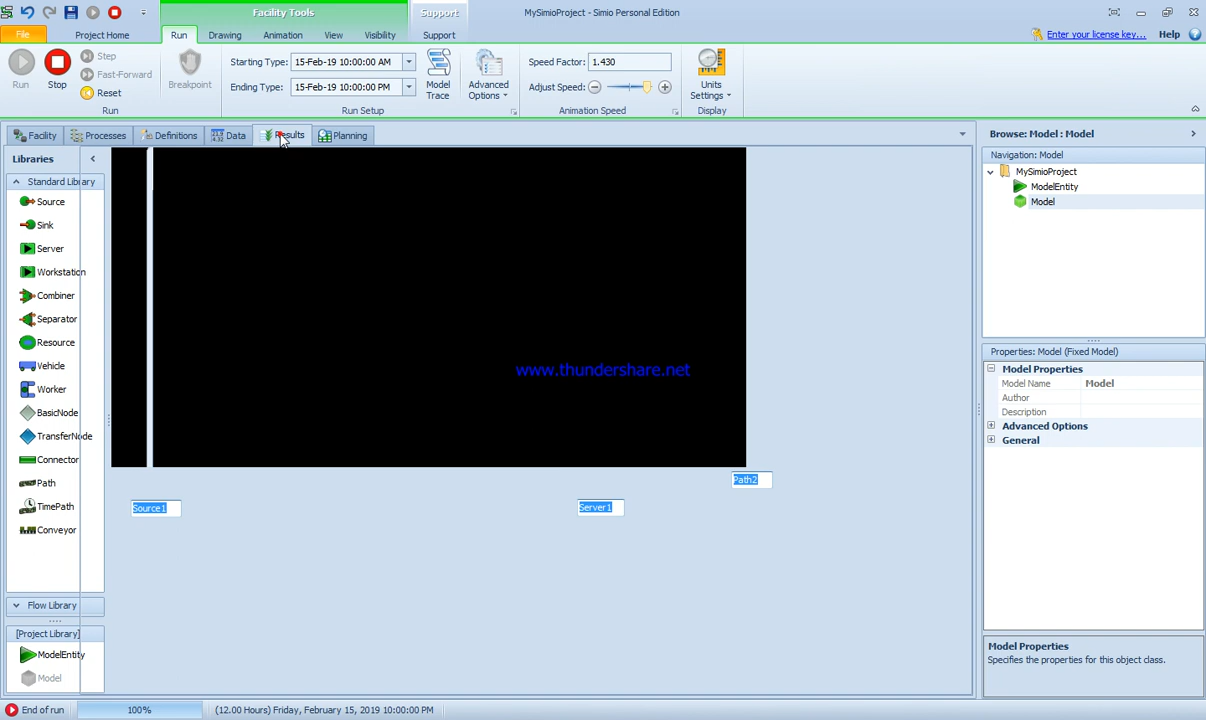 Facility Tools
Support
MySimioProject - Simio Personal Edition
File
Project Home
Run
Drawing
Animation
View
Visibility
Support
Enter your license key...
Help
Run
Stop
Step
Fast-Forward
Reset
Run
Breakpoint
Starting Type:
15-Feb-19 10:00:00 AM
Ending Type:
15-Feb-19 10:00:00 PM
Run Setup
Model Trace
Advanced Options
Speed Factor:
1.430
Adjust Speed:
Animation Speed
Units Settings
Display
Facility
Processes
Definitions
Data
Results
Planning
Libraries
Standard Library
Source
Sink
Server
Workstation
Combiner
Separator
Resource
Vehicle
Worker
BasicNode
TransferNode
Connector
Path
TimePath
Conveyor
Flow Library
[Project Library]
ModelEntity
Model
www.thundershare.net
Path2
Source1
Server1
Browse: Model : Model
Navigation: Model
MySimioProject
ModelEntity
Model
Properties: Model (Fixed Model)
Model Properties
Model Name
Model
Author
Description
Advanced Options
General
Model Properties
Specifies the properties for this object class.
End of run
100%
(12.00 Hours) Friday, February 15, 2019 10:00:00 PM